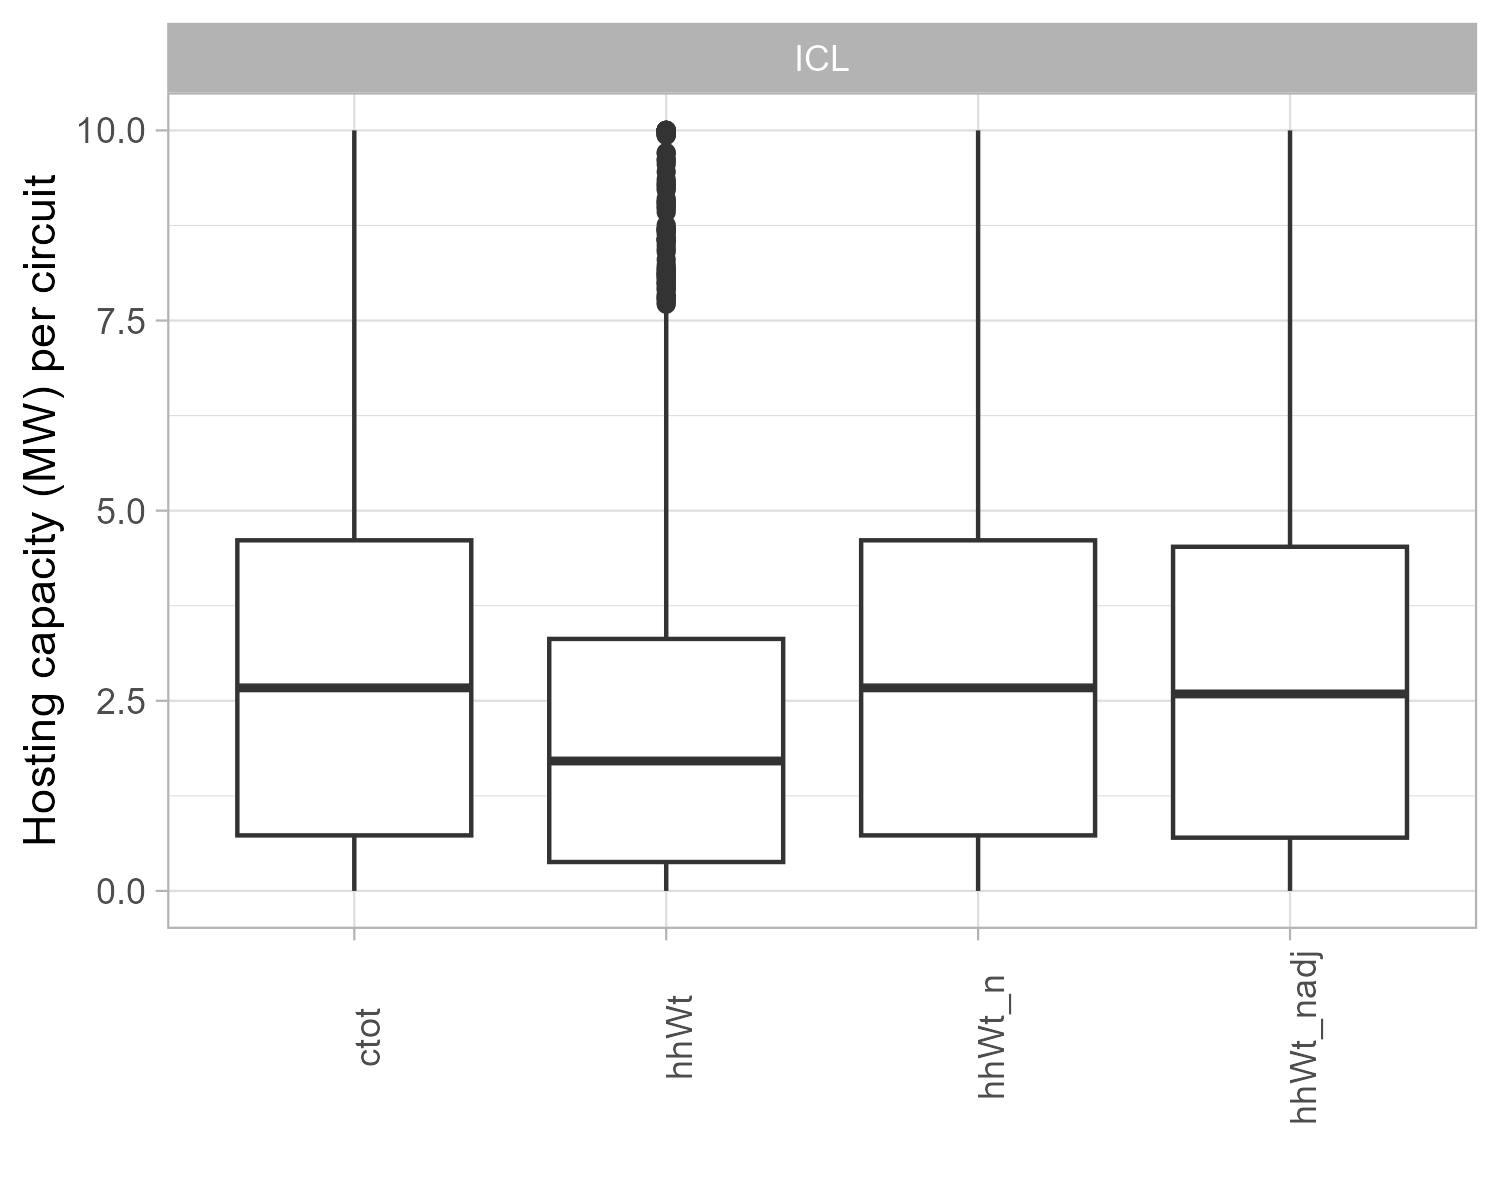 ICL
Hosting capacity (MW) per circuit
10.0
7.5
5.0
2.5
0.0
ctot
hhWt
hhWt_n
hhWt_nadj